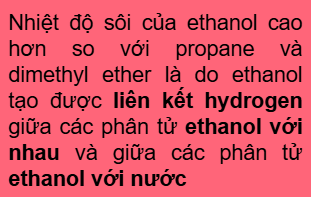 Nhiệt độ sôi của ethanol cao
hơn so với propane và
dimethyl ether là do ethanol
tạo được liên kết hydrogen
giữa các phân tử ethanol với
nhau và giữa các phân tử
ethanol với nước